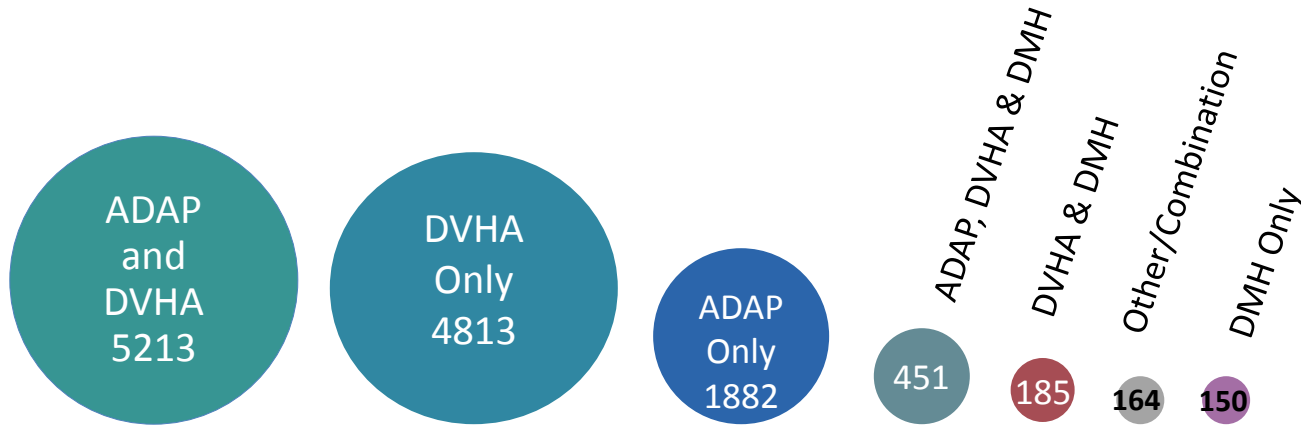 ADAP
and
DVHA
5213
DVHA
Only
4813
ADAP
Only
1882
ADAP, DVHA & DMH
451
DVHA & DMH
185
Other/Combination
164
DMH Only
150